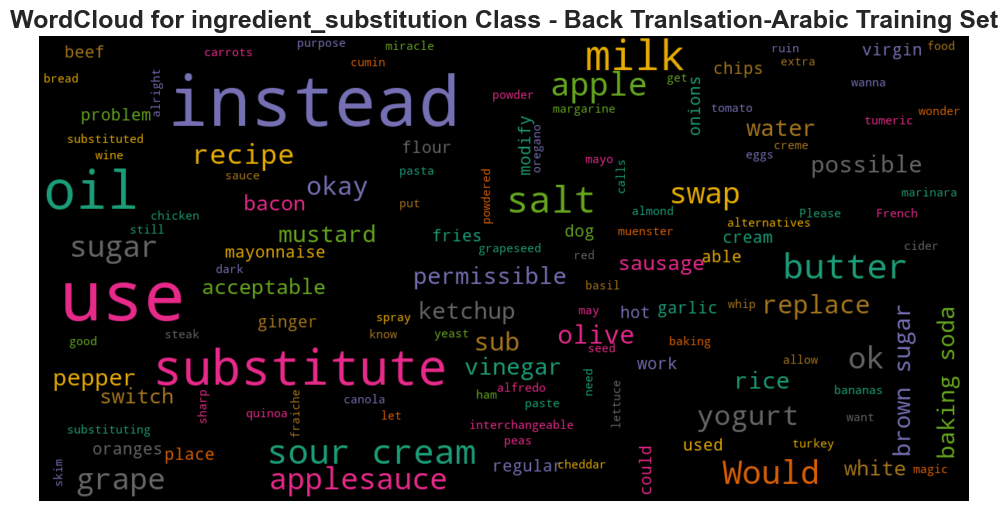 WordCloud for ingredient_substitution Class - Back Tranlsation-Arabic Training Set
beef
carrots
purpose
miracle
cumin
milk
ruin
extra
virgin
food
bread
alright
instead
powder
apple
get
chips
wanna
problem
margarine
onions
tomato
wonder
substituted
wine
recipe
flour
modify
oregano
water
creme
tumeric
oil
sauce
okay
pasta
mayo
calls
eggs
possible
bacon
put
powdered
salt
swap
marinara
chicken
still
almond
alternatives
Please
French
sugar
mustard
fries
dog
muenster
cream
cider
mayonnaise
grapeseed
red
sausage
able
use
dark
acceptable
permissible
basil
butter
ginger
spray
ketchup
may
hot
garlic
whip
replace
brown sugar
baking soda
good
steak
know
yeast
sub
olive
seed
baking
pepper
substitute
vinegar
work
allow
ok
switch
sharp
canola
ham
alfredo
need
rice
bananas
quinoa
fraiche
let
paste
lettuce
yogurt
want
substituting
interchangeable
oranges
place
sour cream
peas
used
turkey
skim
grape
applesauce
regular
cheddar
could
Would
white
magic